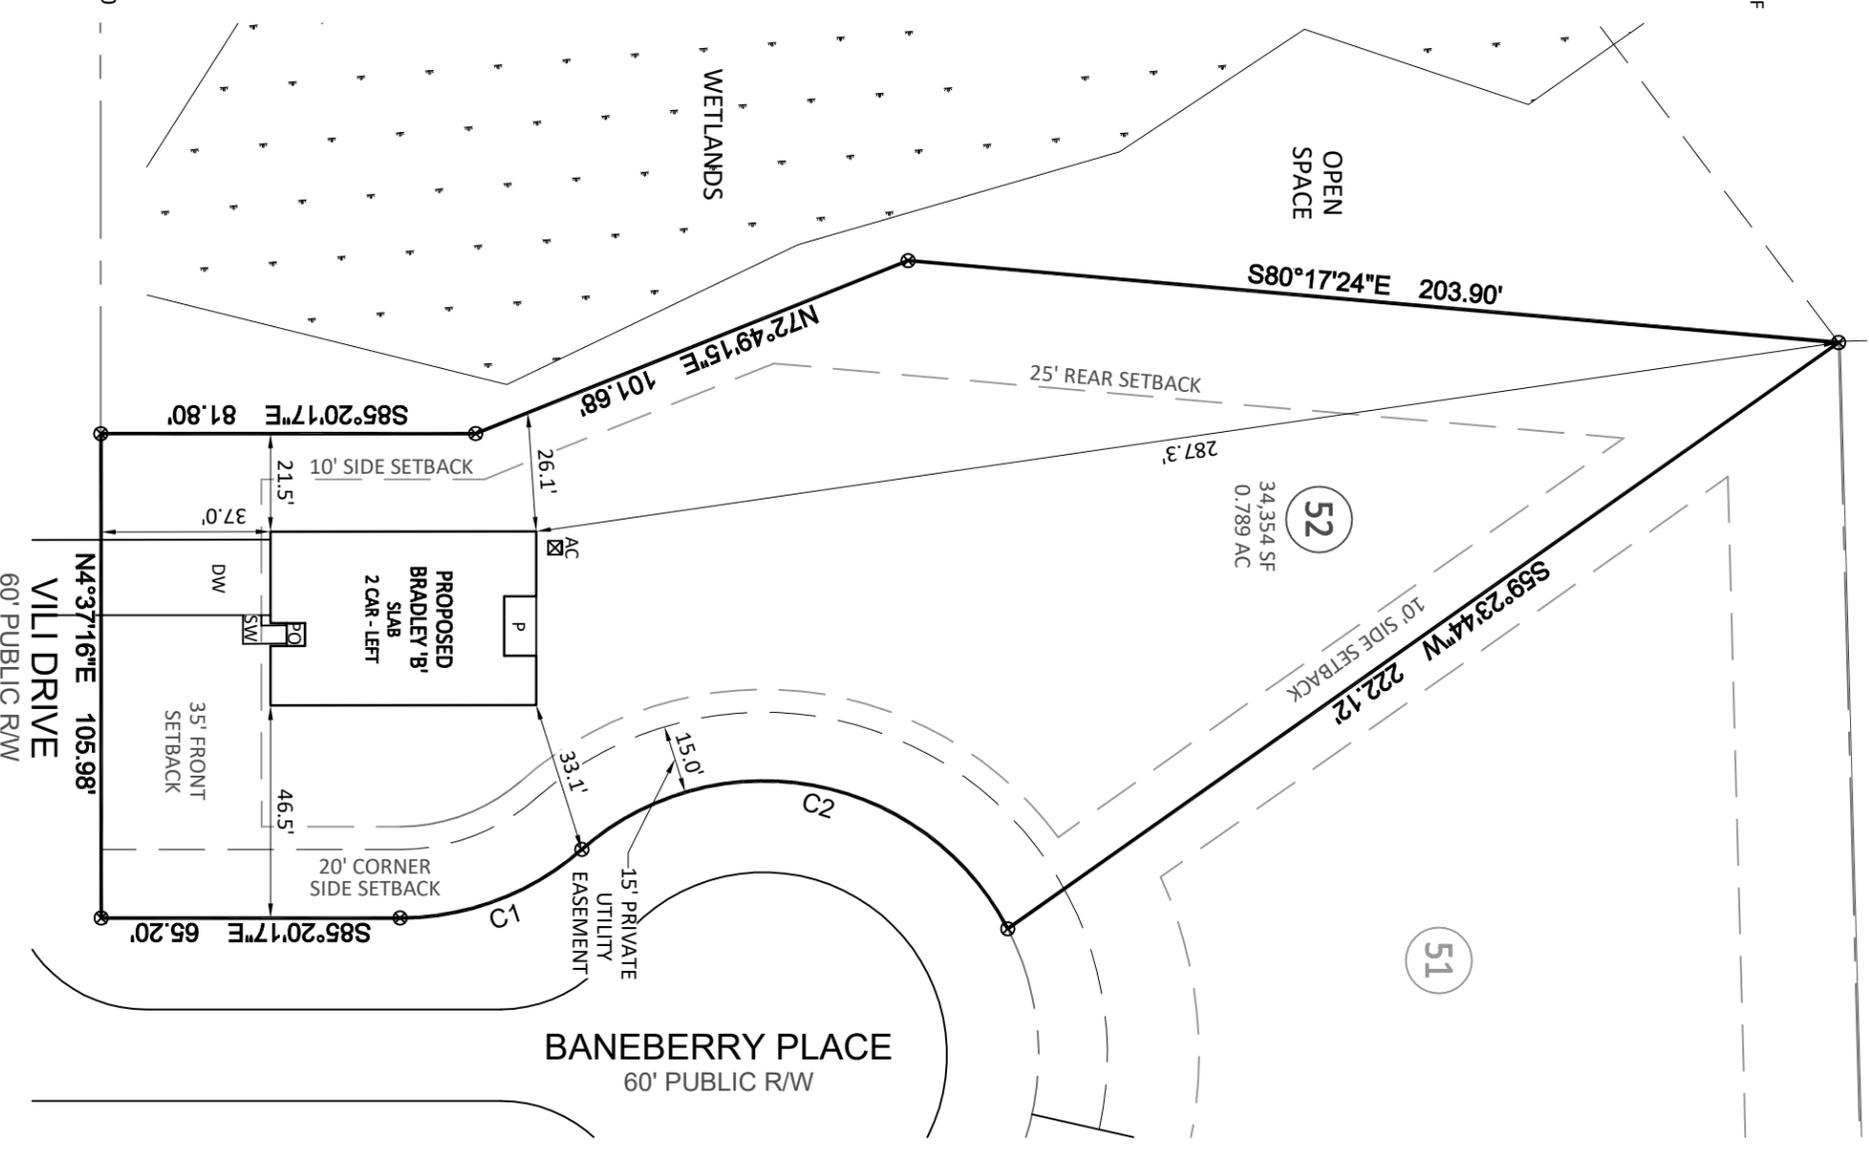 WETLANDS
OPEN
SPACE
S80°17'24"E 203.90'
N72°49'15"E 101.68'
25' REAR SETBACK
S85°20'17"E 81.80'
287.3'
10' SIDE SETBACK
21.5'
26.1'
37.0'
52
34,354 SF
0.789 AC
AC
DW
SW
PO
P
PROPOSED
BRADLEY 'B'
SLAB
2 CAR - LEFT
N4°37'16"E 105.98'
VILI DRIVE
60' PUBLIC R/W
35' FRONT
SETBACK
46.5'
33.1'
15.0'
C2
10' SIDE
SETBACK
S59°23'44"W 222.12'
20' CORNER
SIDE SETBACK
C1
15' PRIVATE
UTILITY
EASEMENT
S85°20'17"E 65.20'
51
BANEBERRY PLACE
60' PUBLIC R/W